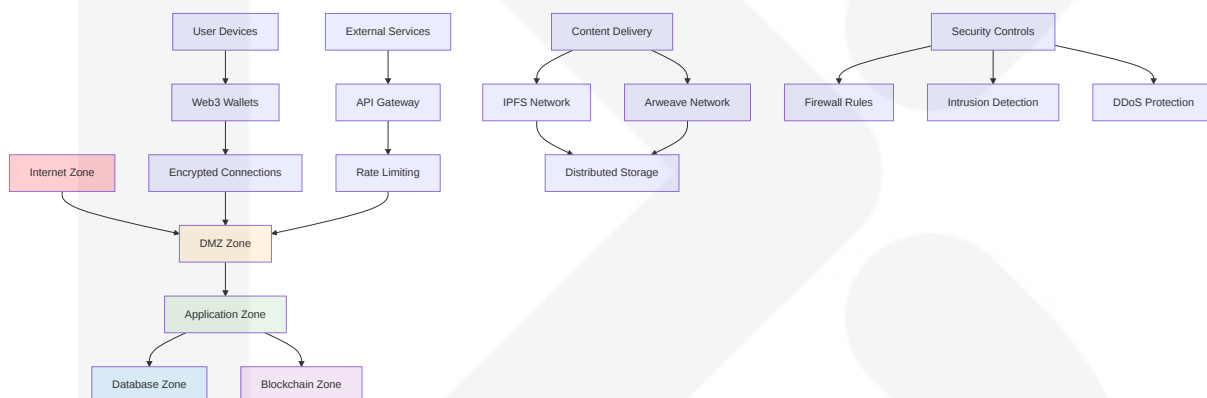 User Devices
External Services
Content Delivery
Security Controls
Web3 Wallets
API Gateway
IPFS Network
Arweave Network
Firewall Rules
Intrusion Detection
DDoS Protection
Internet Zone
Encrypted Connections
Rate Limiting
Distributed Storage
DMZ Zone
Application Zone
Database Zone
Blockchain Zone